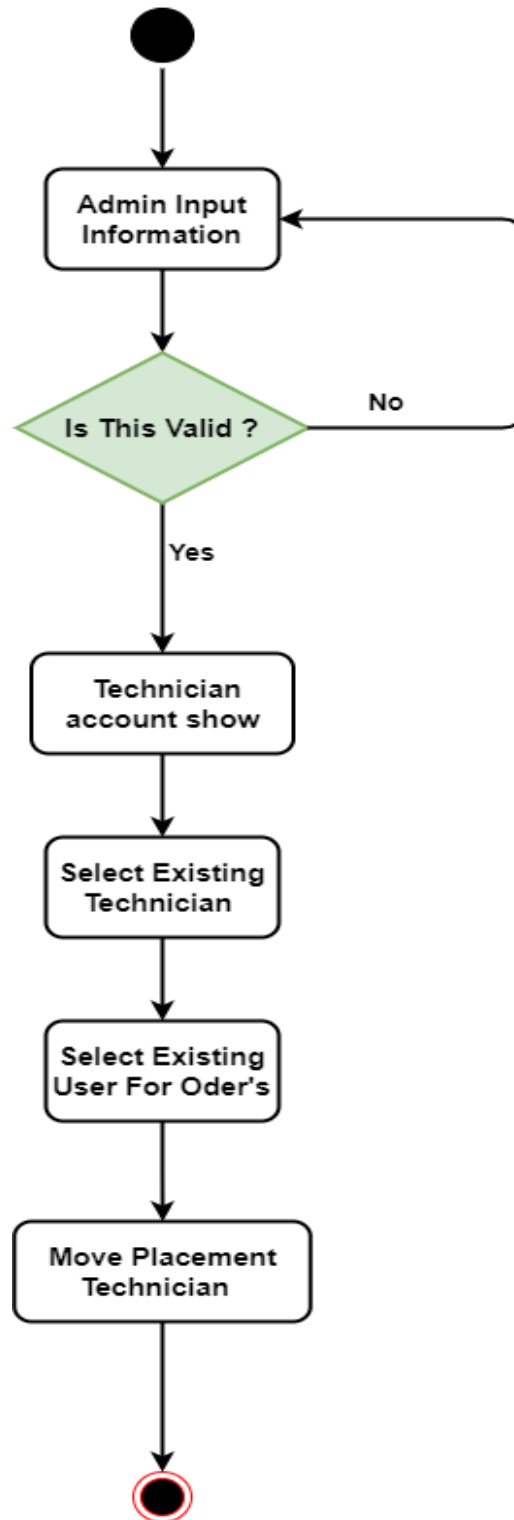 Admin Input
Information
Is This Valid ?
No
Yes
Technician
account show
Select Existing
Technician
Select Existing
User For Oder's
Move Placement
Technician